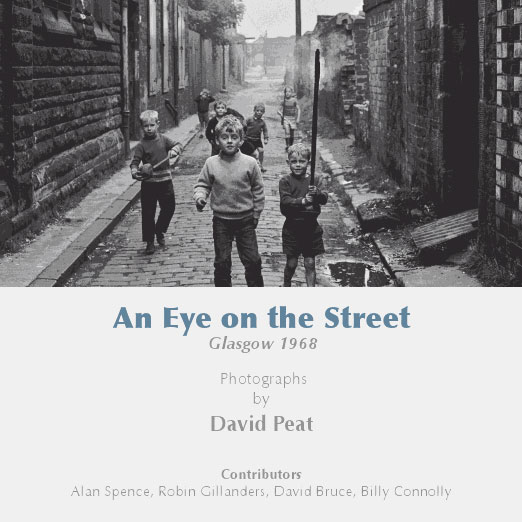 An Eye on the Street
Glasgow 1968
Photographs
by
David Peat
Contributors
Alan Spence, Robin Gillanders, David Bruce, Billy Connolly